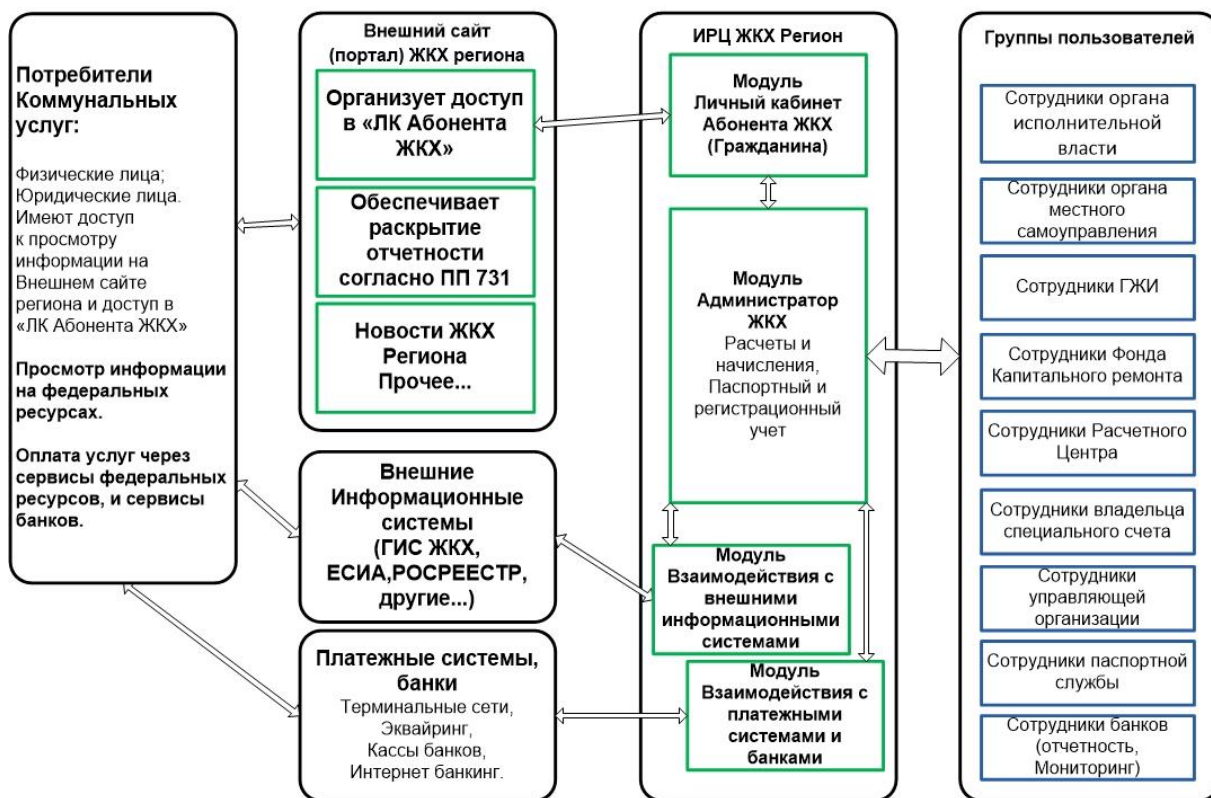 Потребители
Коммунальных
услуг:
Физические лица;
Юридические лица.
Имеют доступ
к просмотру
информации на
Внешнем сайте
региона и доступ в
«ЛК Абонента ЖКХ»
Просмотр информации
на федеральных
ресурсах.
Оплата услуг через
сервисы федеральных
ресурсов, и сервисы
банков.
Внешний сайт
(портал) ЖКХ региона
Организует доступ
в «ЛК Абонента
ЖКХ»
Обеспечивает
раскрытие
отчетности
согласно ПП 731
Новости ЖКХ
Региона
Прочее...
Внешние
Информационные
системы
(ГИС ЖКХ,
ЕСИА,РОСРЕЕСТР,
другие...)
Платежные системы,
банки
Терминальные сети,
Эквайринг,
Кассы банков,
Интернет банкинг.
ИРЦ ЖКХ Регион
Модуль
Личный кабинет
Абонента ЖКХ
(Гражданина)
Модуль
Администратор
ЖКХ
Расчеты и
начисления,
Паспортный и
регистрационный
учет
Модуль
Взаимодействия с
внешними
информационными
системами
Модуль
Взаимодействия с
платежными
системами и
банками
Группы пользователей
Сотрудники органа
исполнительной
власти
Сотрудники органа
местного
самоуправления
Сотрудники ГЖИ
Сотрудники Фонда
Капитального ремонта
Сотрудники Расчетного
Центра
Сотрудники владельца
специального счета
Сотрудники
управляющей
организации
Сотрудники паспортной
службы
Сотрудники банков
(отчетность,
Мониторинг)